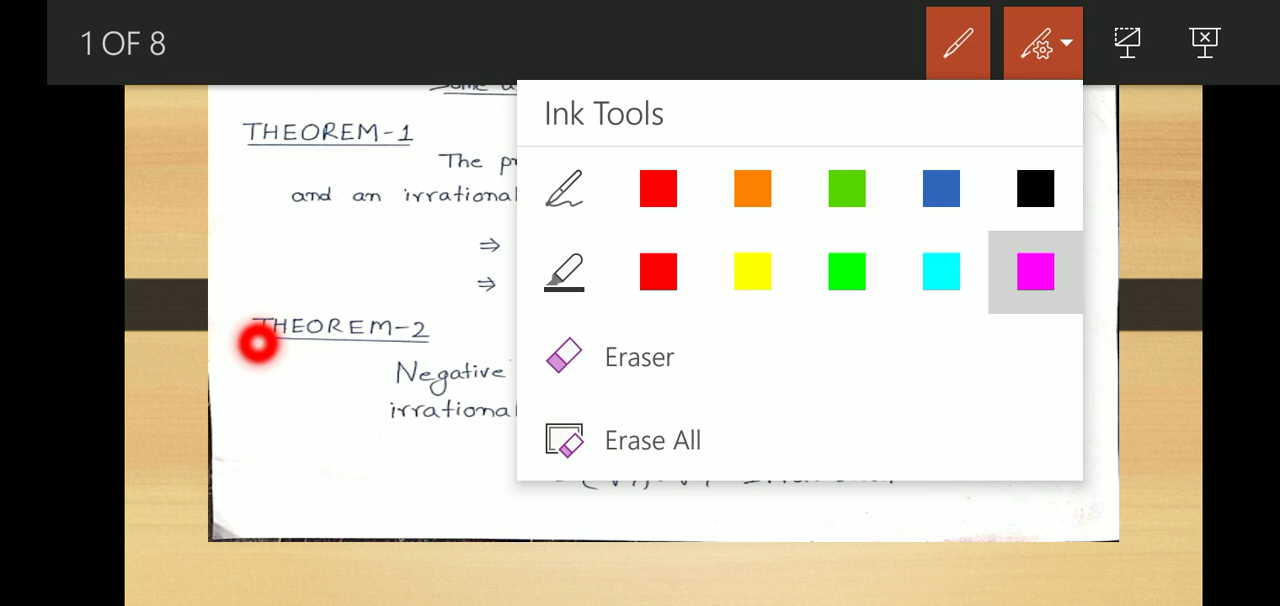 1 OF 8
Ink Tools
THEOREM-1
The
and an irrational
⇒
⇒
THEOREM-2
Negative
irrational
Eraser
Erase All